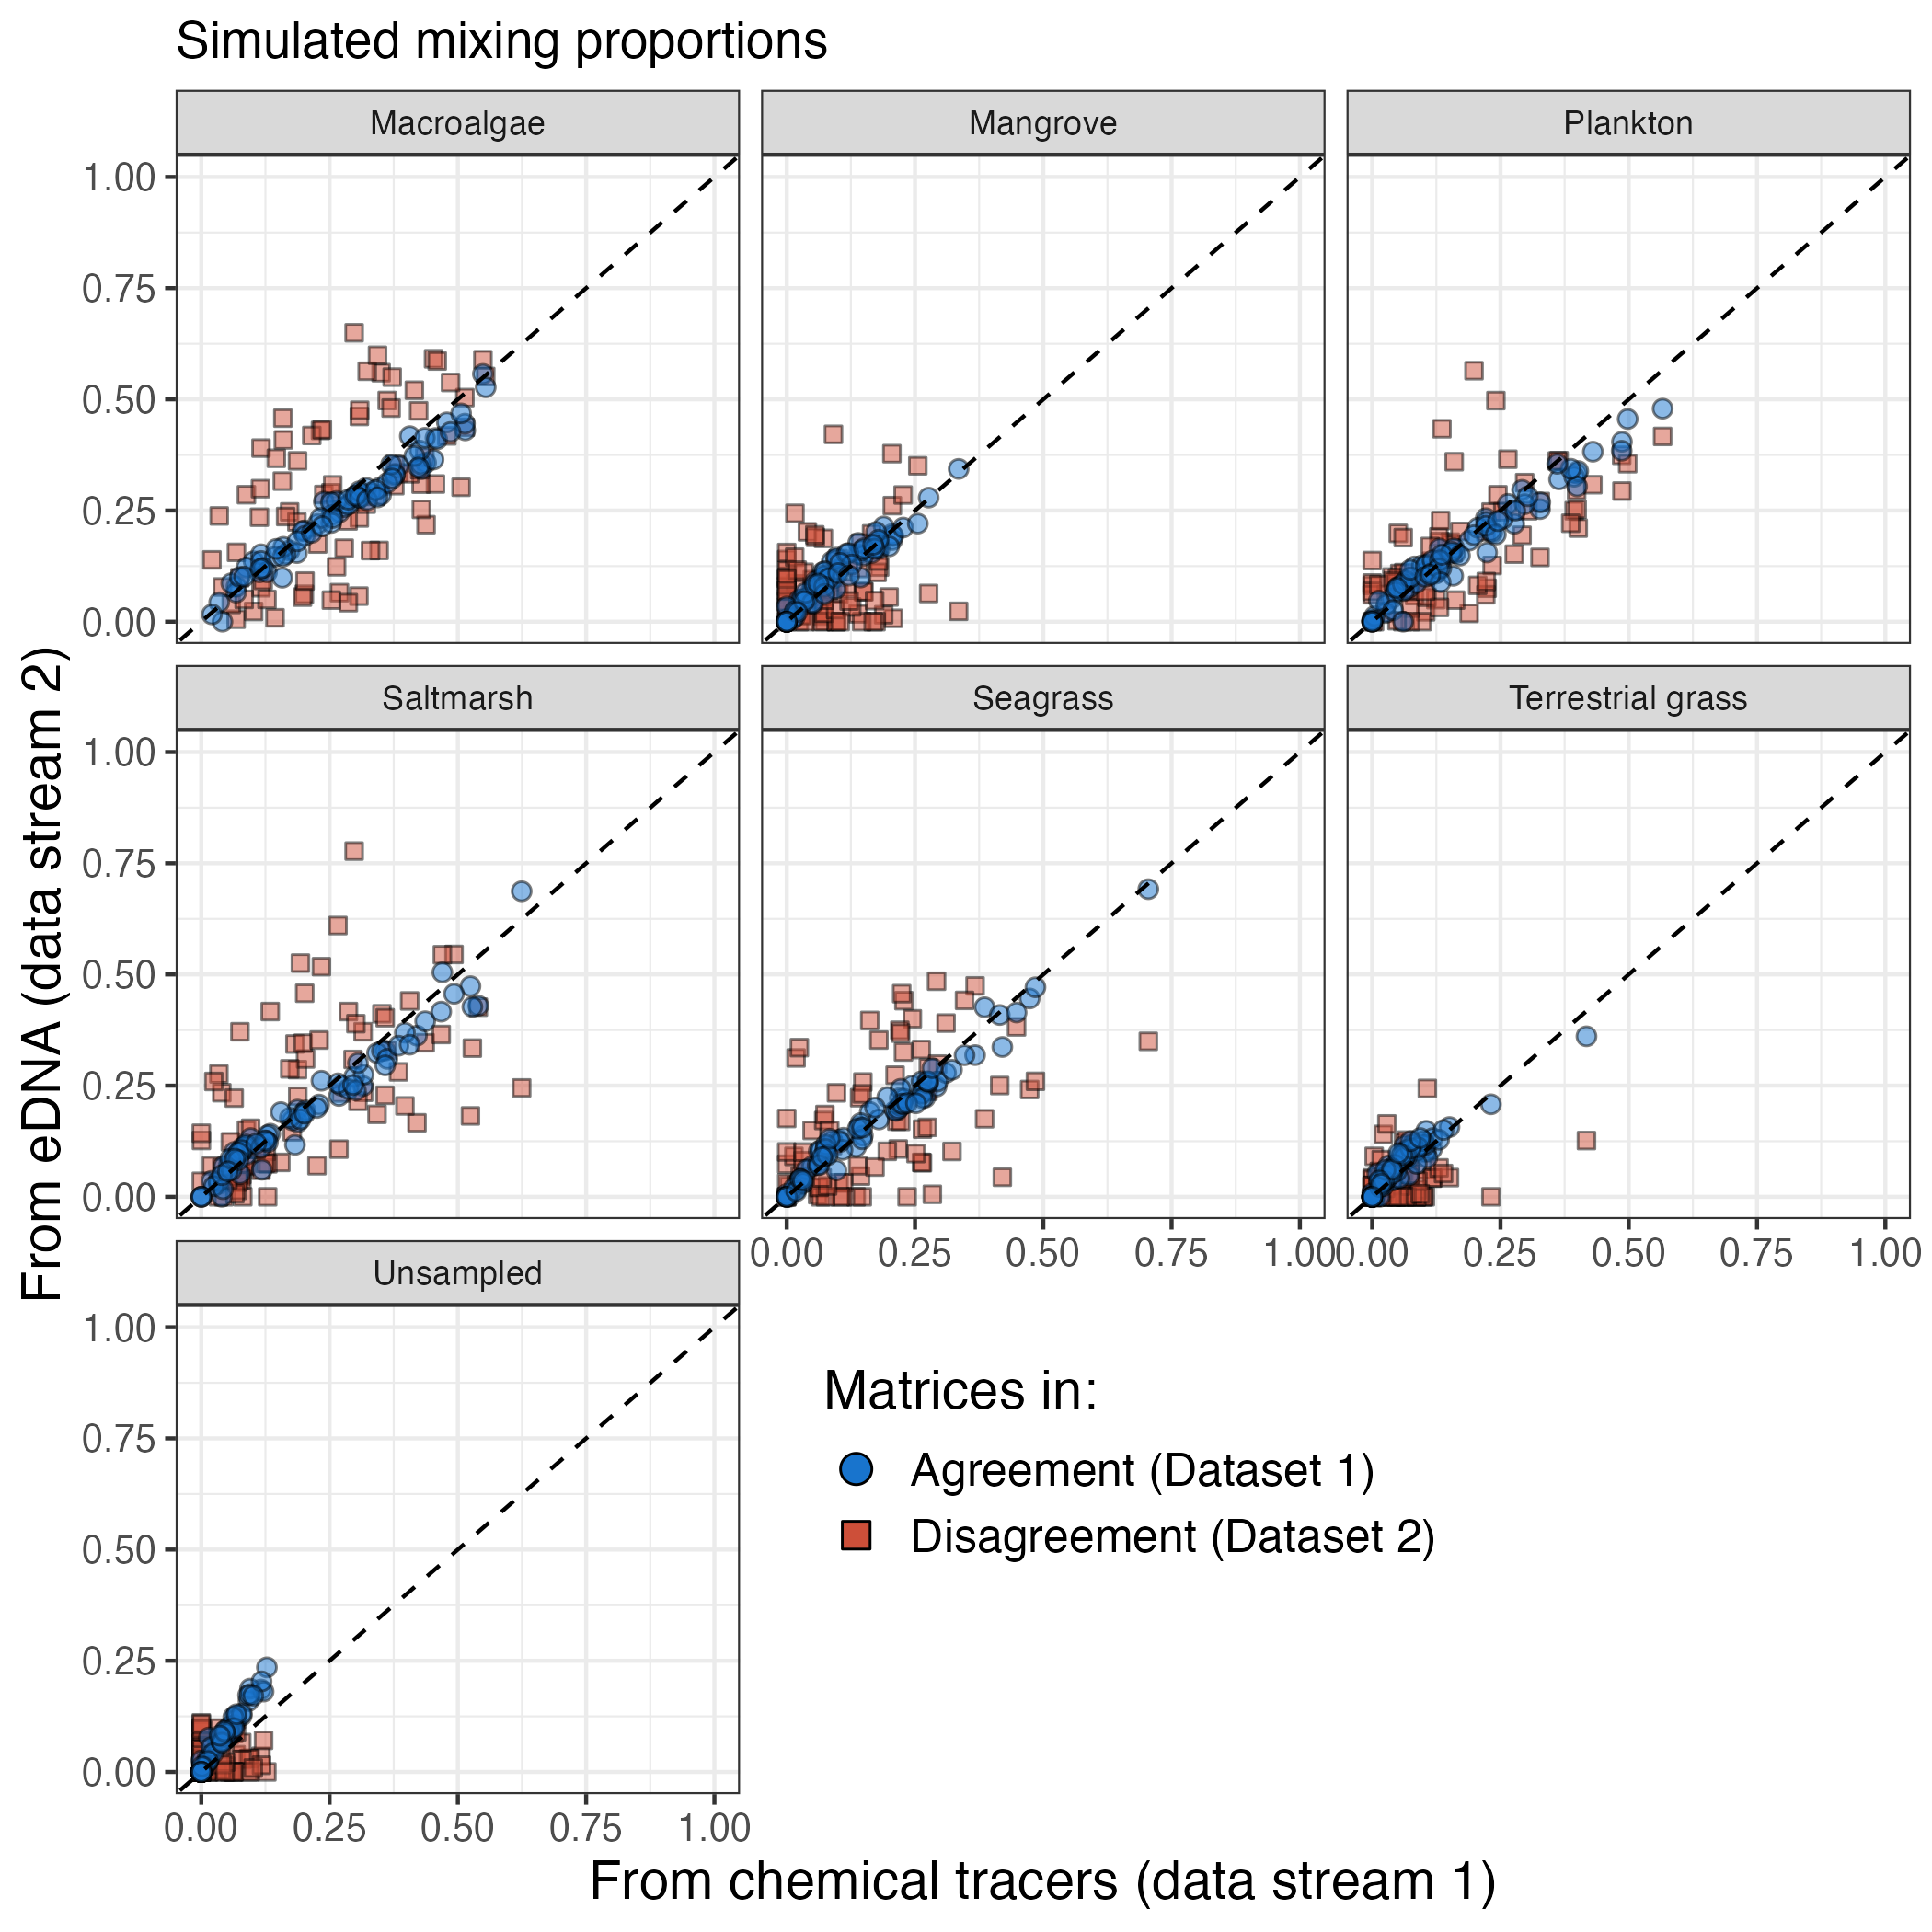 Simulated mixing proportions
Macroalgae
Mangrove
Plankton
1.00
0.75
0.50
0.25
0.00
Saltmarsh
Seagrass
Terrestrial grass
1.00
0.75
0.50
0.25
0.00
0.00 0.25 0.50 0.75 1.00
0.00 0.25 0.50 0.75 1.00
Unsampled
1.00
0.75
0.50
0.25
0.00
0.00 0.25 0.50 0.75 1.00
From eDNA (data stream 2)
From chemical tracers (data stream 1)
Matrices in:
Agreement (Dataset 1)
Disagreement (Dataset 2)